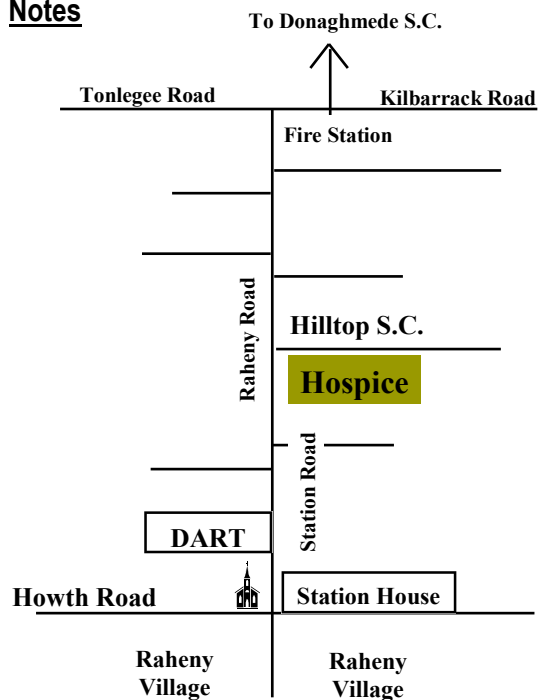 Notes
To Donaghmede S.C.
Tonlegee Road
Kilbarrack Road
Fire Station
Raheny Road
Hilltop S.C.
Hospice
Station Road
DART
Howth Road
Station House
Raheny
Village
Raheny
Village